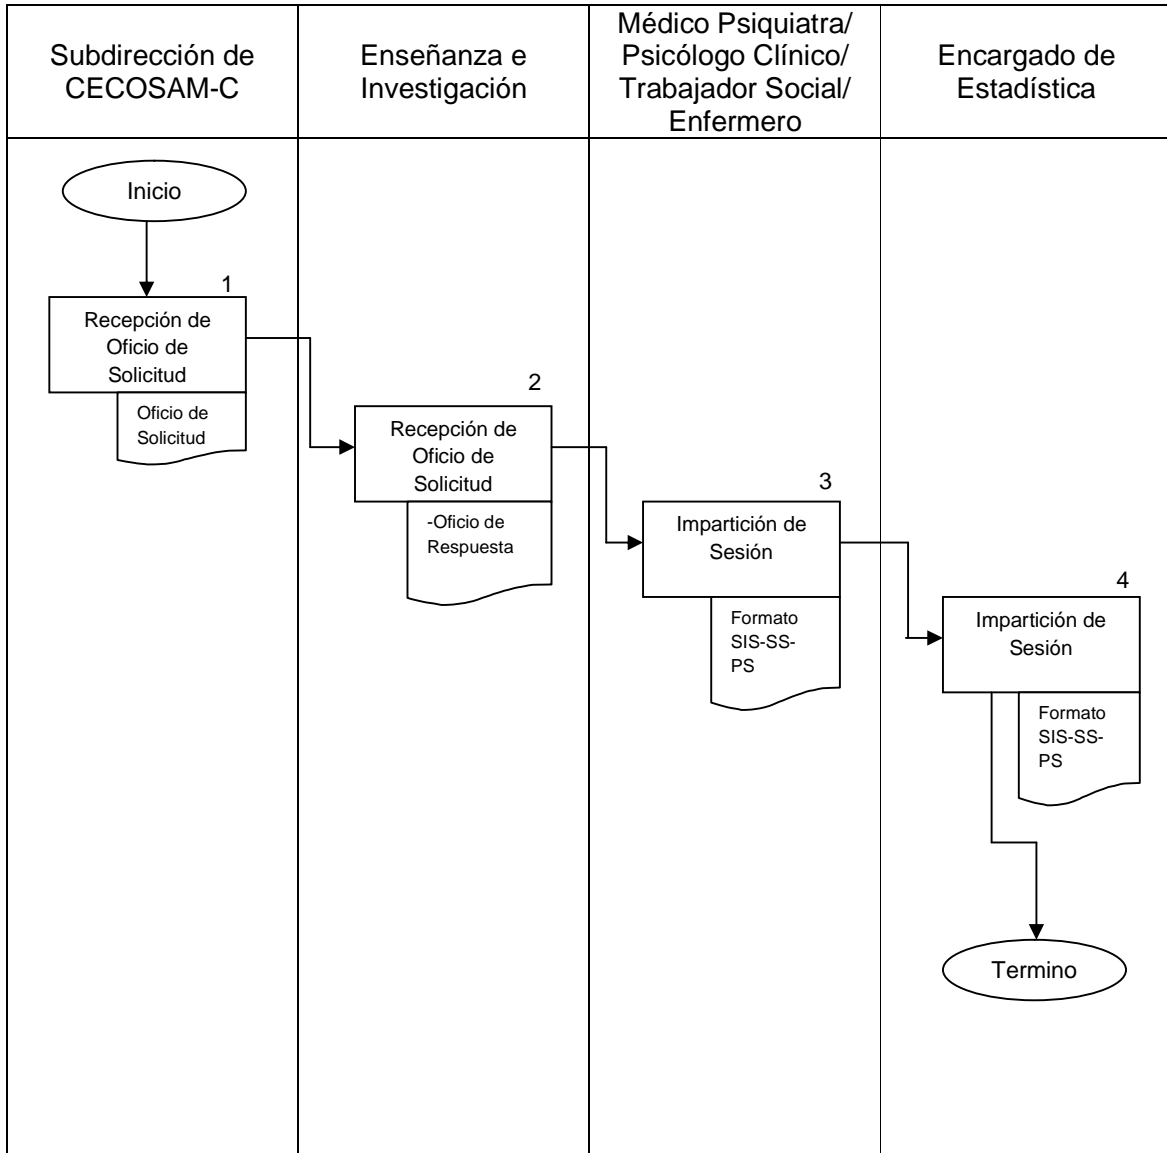 Subdirección de
CECOSAM-C
Enseñanza e
Investigación
Médico Psiquiatra/
Psicólogo Clínico/
Trabajador Social/
Enfermero
Encargado de
Estadística
Inicio
1
Recepción de
Oficio de
Solicitud
Oficio de
Solicitud
2
Recepción de
Oficio de
Solicitud
-Oficio de
Respuesta
3
Impartición de
Sesión
Formato
SIS-SS-
PS
4
Impartición de
Sesión
Formato
SIS-SS-
PS
Termino